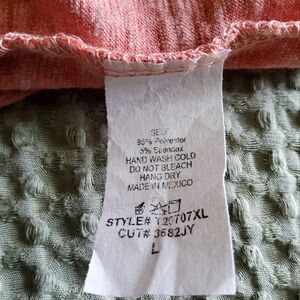 SELF
95% Polyester
5% Spandex
HAND WASH COLD
DO NOT BLEACH
HANG DRY
MADE IN MEXICO
STYLE# Y20707XL
CUT# 3682JY
L